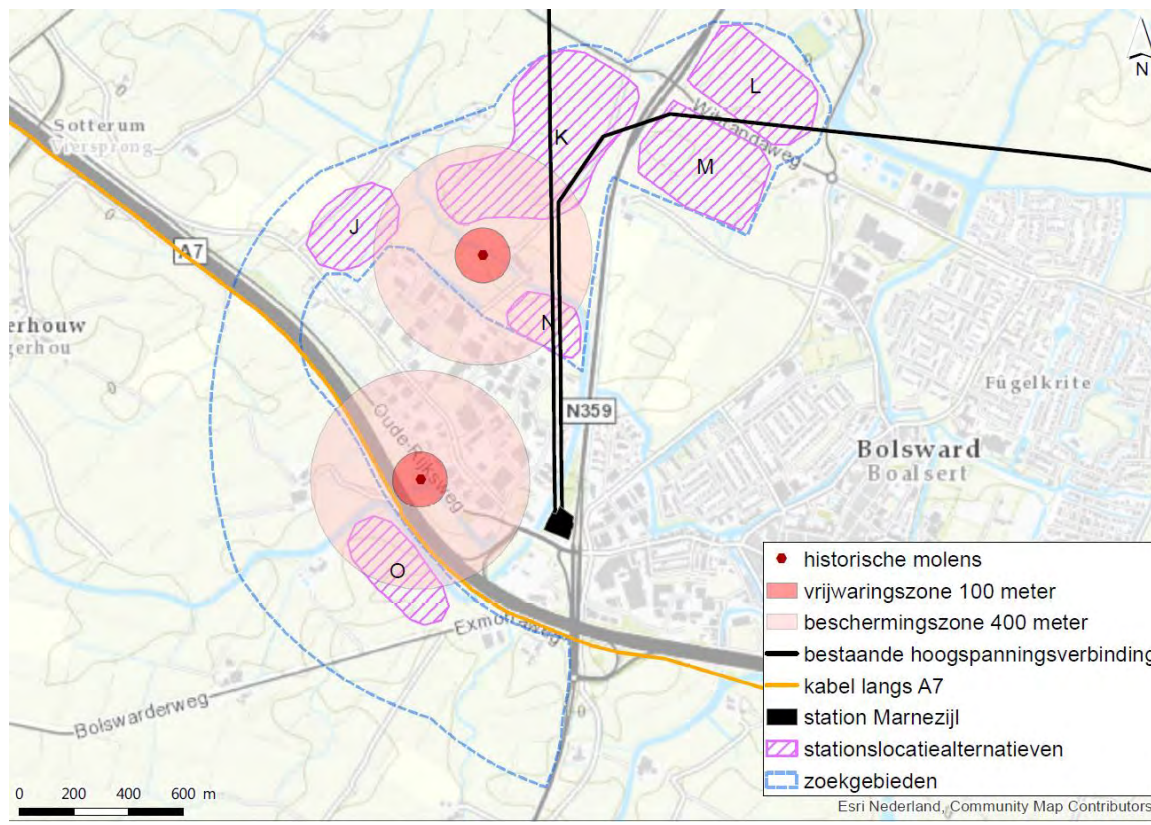 N
L
Witlandaweg
K
M
Sotterum
Viersprong
J
A7
N
erhouw
gerhou
Fûgelkrite
N359
Oude-Rijksweg
Bolsward
Boalsert
O
Exmorraweg
Bolswarderweg
historische molens
vrijwaringszone 100 meter
beschermingszone 400 meter
bestaande hoogspanningsverbinding
kabel langs A7
station Marnezijl
stationslocatiealternatieven
zoekgebieden
0 200 400 600 m
Esri Nederland, Community Map Contributors